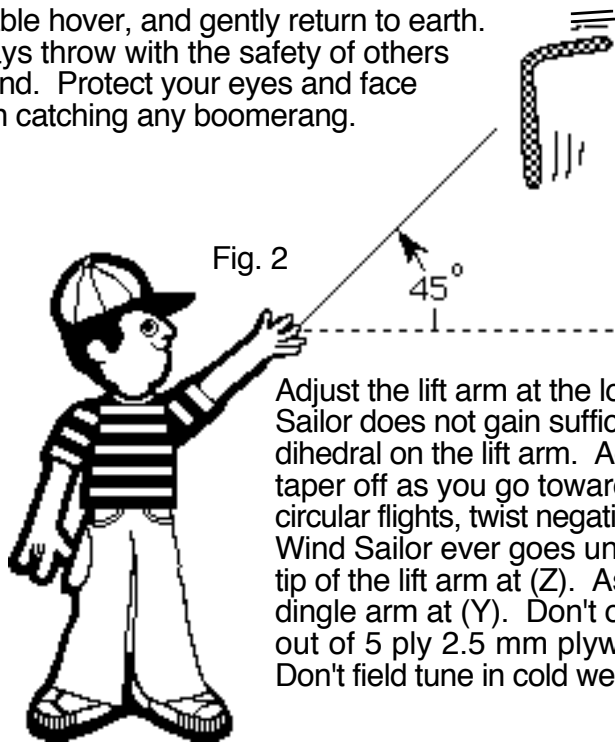 ble hover, and gently return to earth.
ys throw with the safety of others
nd. Protect your eyes and face
n catching any boomerang.
Fig. 2
45°
Adjust the lift arm at the lo
Sailor does not gain suffic
dihedral on the lift arm. A
taper off as you go toward
circular flights, twist negati
Wind Sailor ever goes un
tip of the lift arm at (Z). As
dingle arm at (Y). Don't o
out of 5 ply 2.5 mm plyw
Don't field tune in cold we